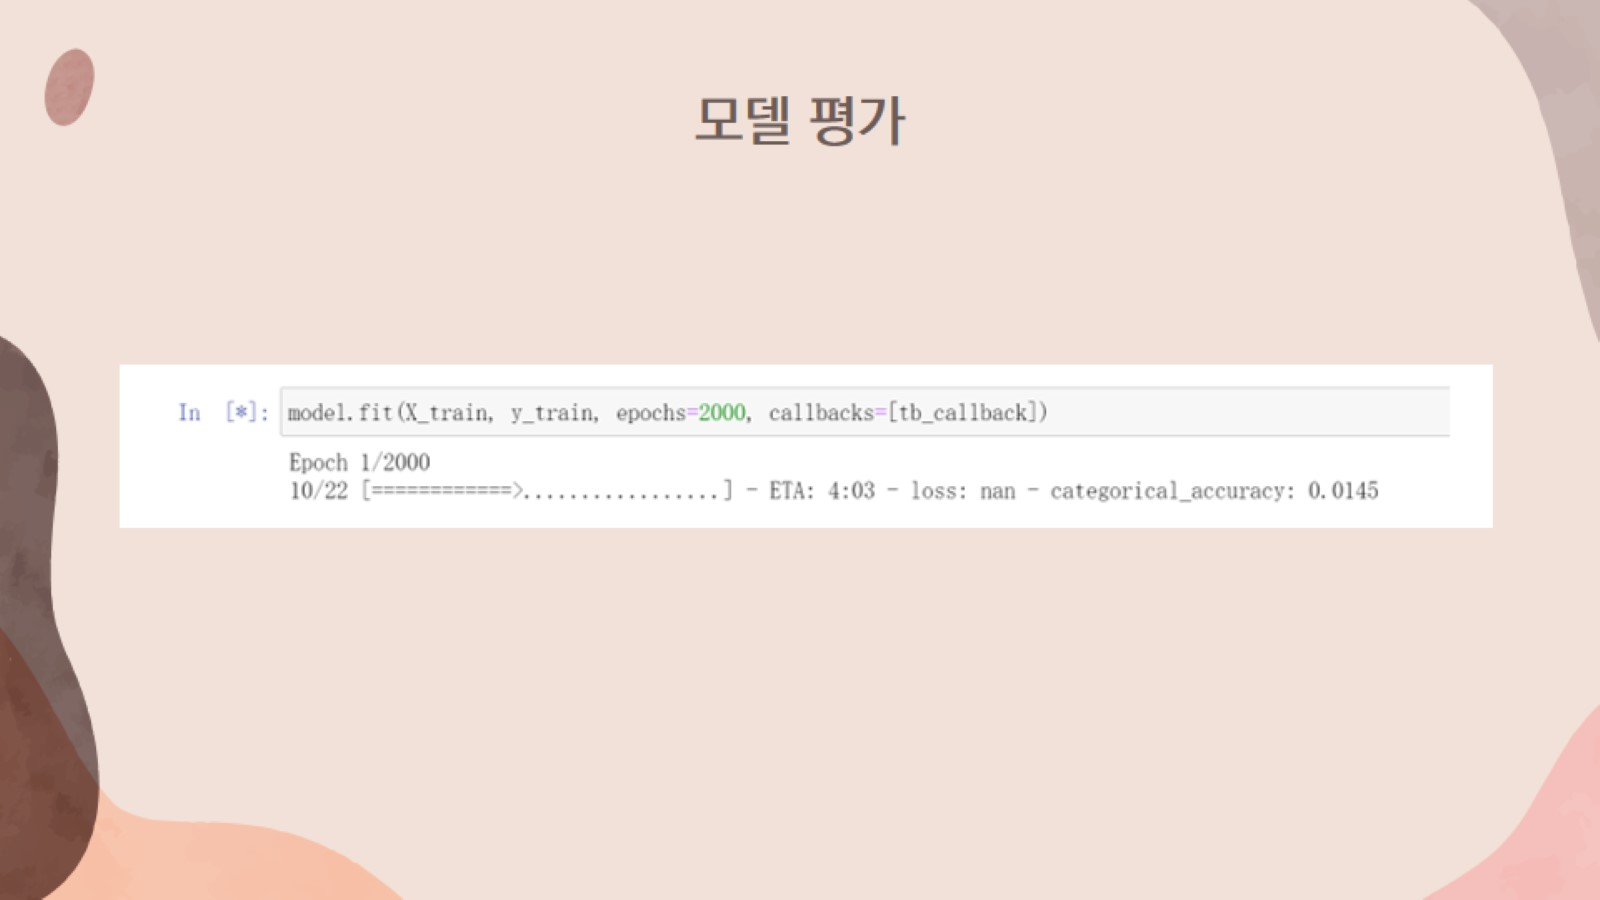 모델 평가
In [*]: model.fit(X_train, y_train, epochs=2000, callbacks=[tb_callback])
Epoch 1/2000
10/22 [============>.................] - ETA: 4:03 - loss: nan - categorical_accuracy: 0.0145